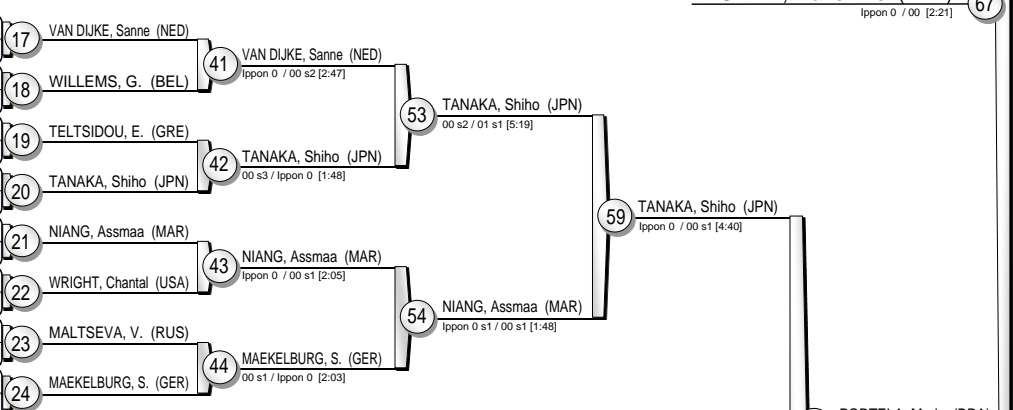 Ippon 0 / 00 [2:21]
67
17
VAN DIJKE, Sanne (NED)
41
VAN DIJKE, Sanne (NED)
Ippon 0 / 00 s2 [2:47]
18
WILLEMS, G. (BEL)
53
TANAKA, Shiho (JPN)
00 s2 / 01 s1 [5:19]
19
TELTSIDOU, E. (GRE)
42
TANAKA, Shiho (JPN)
00 s3 / Ippon 0 [1:48]
20
TANAKA, Shiho (JPN)
59
TANAKA, Shiho (JPN)
Ippon 0 / 00 s1 [4:40]
21
NIANG, Assmaa (MAR)
43
NIANG, Assmaa (MAR)
Ippon 0 / 00 s1 [2:05]
22
WRIGHT, Chantal (USA)
54
NIANG, Assmaa (MAR)
Ippon 0 s1 / 00 s1 [1:48]
23
MALTSEVA, V. (RUS)
44
MAEKELBURG, S. (GER)
00 s1 / Ippon 0 [2:03]
24
MAEKELBURG, S. (GER)